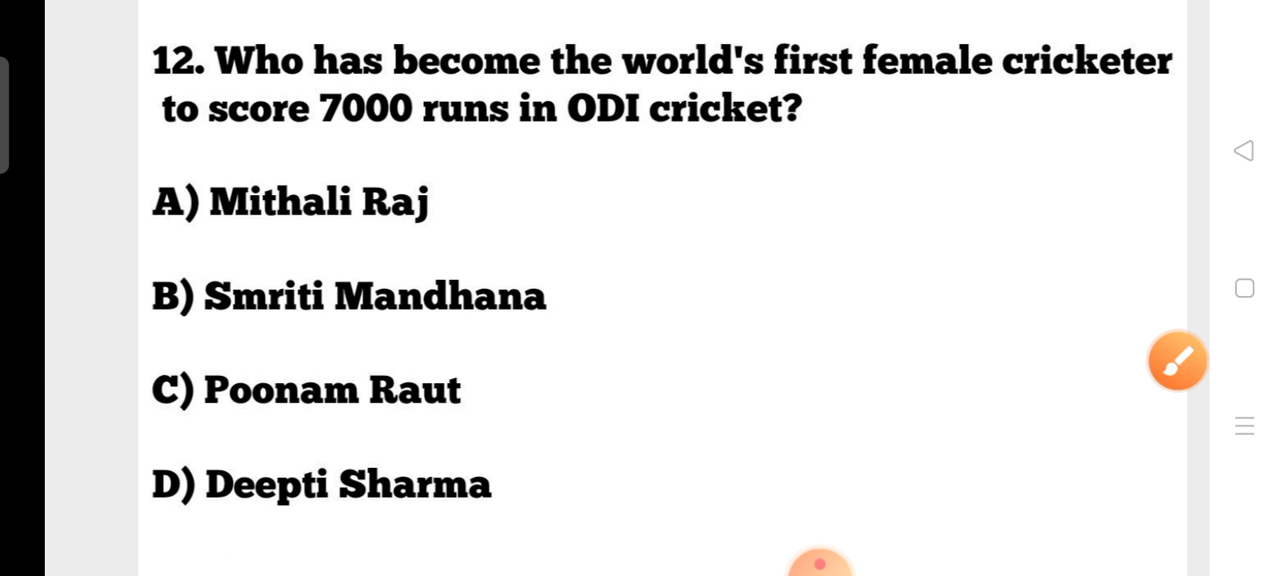 12. Who has become the world's first female cricketer
to score 7000 runs in ODI cricket?
A) Mithali Raj
B) Smriti Mandhana
C) Poonam Raut
D) Deepti Sharma